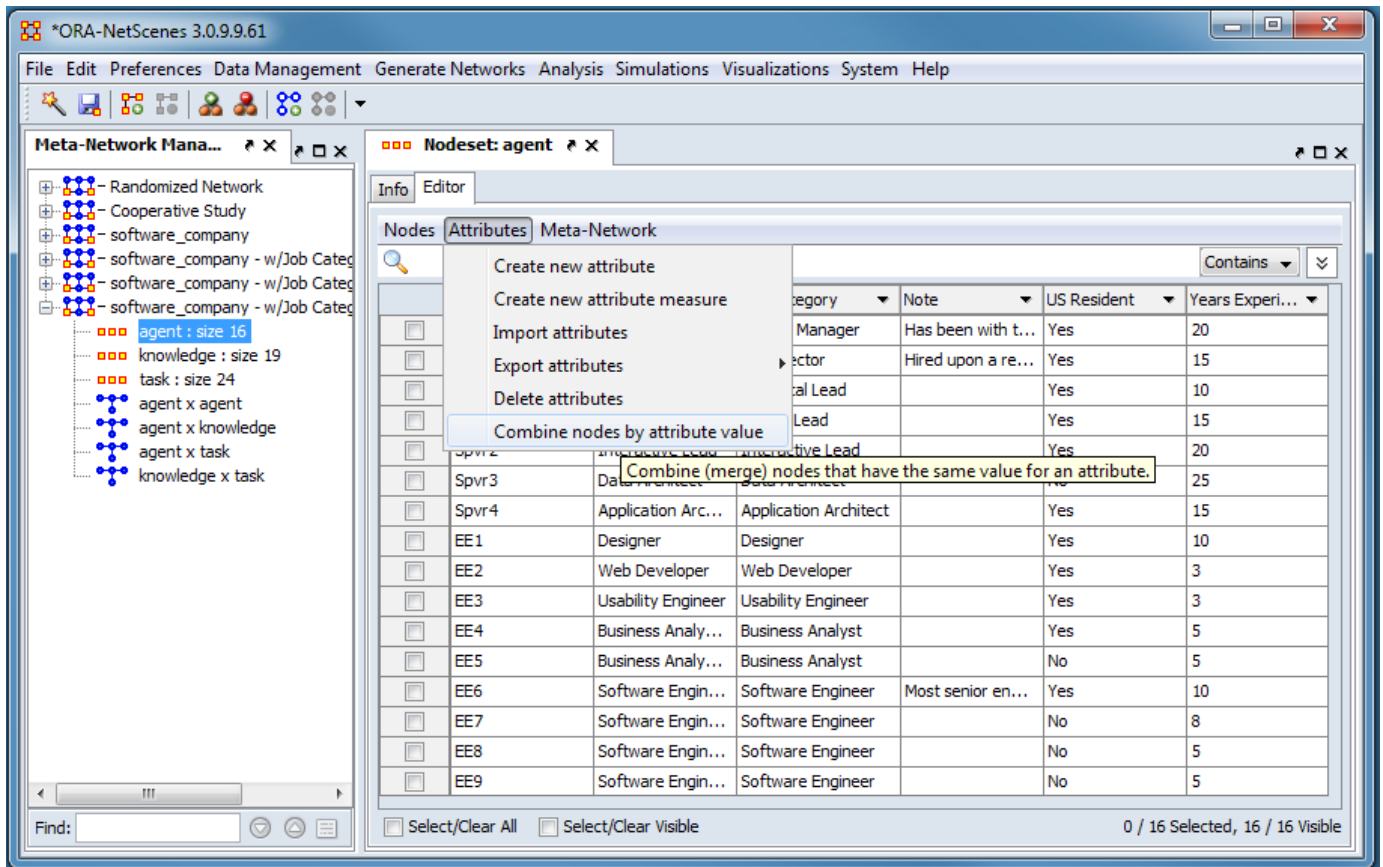 *ORA-NetScenes 3.0.9.9.61
File Edit Preferences Data Management Generate Networks Analysis Simulations Visualizations System Help
Meta-Network Mana...
Nodeset: agent
Randomized Network
Cooperative Study
software_company
software_company - w/Job Categ
software_company - w/Job Categ
software_company - w/Job Categ
agent : size 16
knowledge : size 19
task : size 24
agent x agent
agent x knowledge
agent x task
knowledge x task
Find:
Info Editor
Nodes Attributes Meta-Network
Contains
Create new attribute
Create new attribute measure
Import attributes
Export attributes
Delete attributes
Combine nodes by attribute value
Combine (merge) nodes that have the same value for an attribute.
Note US Resident Years Experi...
Manager Has been with t... Yes 20
Hired upon a re... Yes 15
Lead Yes 10
Lead Yes 15
Yes 20
Spvr3 25
Spvr4 Application Arc... Application Architect Yes 15
EE1 Designer Designer Yes 10
EE2 Web Developer Web Developer Yes 3
EE3 Usability Engineer Usability Engineer Yes 3
EE4 Business Analy... Business Analyst Yes 5
EE5 Business Analy... Business Analyst No 5
EE6 Software Engin... Software Engineer Most senior en... Yes 10
EE7 Software Engin... Software Engineer No 8
EE8 Software Engin... Software Engineer No 5
EE9 Software Engin... Software Engineer No 5
Select/Clear All Select/Clear Visible 0 / 16 Selected, 16 / 16 Visible